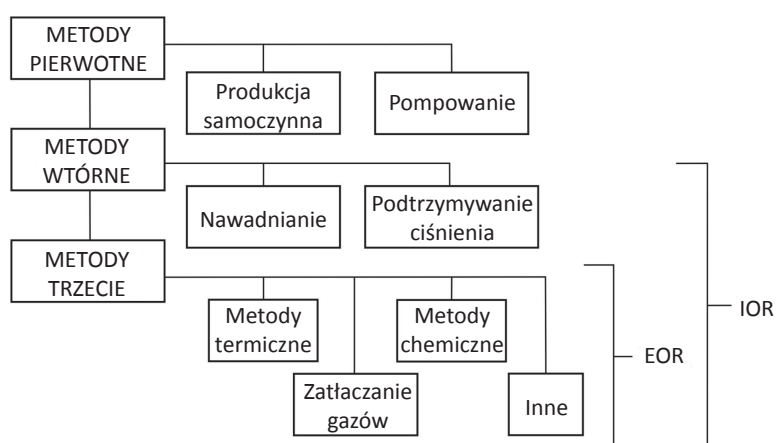 METODY
PIERWOTNE
Produkcja
samoczynna
Pompowanie
METODY
WTÓRNE
Nawadnianie
Podtrzymywanie
ciśnienia
METODY
TRZECIE
IOR
Metody
termiczne
Metody
chemiczne
EOR
Zatłaczanie
gazów
Inne